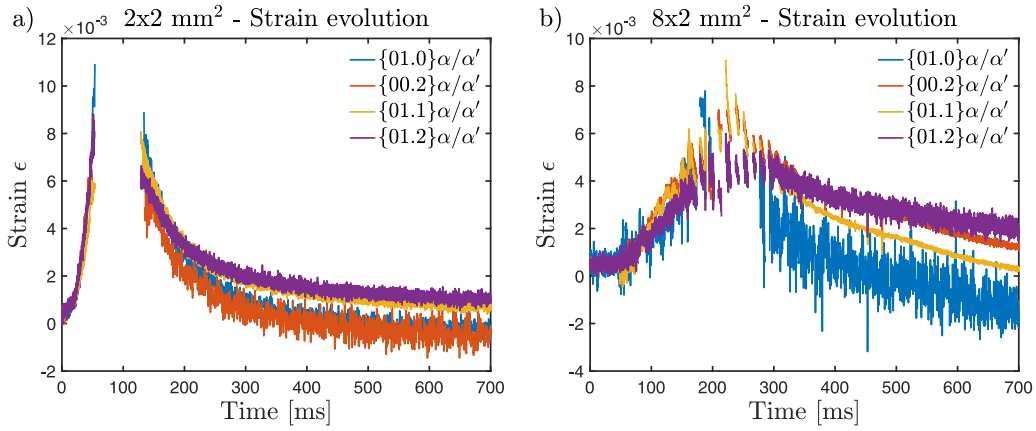 a) 2x2 mm² - Strain evolution
×10⁻³
12
10
8
6
4
2
0
-2
-4
Strain ϵ
{01.0}α/α′
{00.2}α/α′
{01.1}α/α′
{01.2}α/α′
0 100 200 300 400 500 600 700
Time [ms]
b) 8x2 mm² - Strain evolution
×10⁻³
10
8
6
4
2
0
-2
-4
Strain ϵ
{01.0}α/α′
{00.2}α/α′
{01.1}α/α′
{01.2}α/α′
0 100 200 300 400 500 600 700
Time [ms]